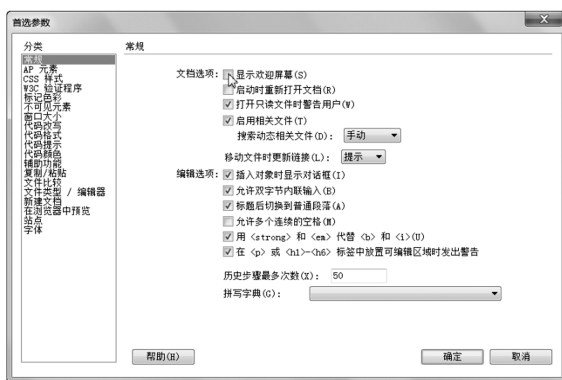 首选参数
分类
常规
常规
AP 元素
CSS 样式
W3C 验证程序
标记色彩
不可见元素
窗口大小
代码改写
代码格式
代码提示
代码颜色
辅助功能
复制/粘贴
文件比较
文件类型 / 编辑器
新建文档
在浏览器中预览
站点
字体
文档选项: 显示欢迎屏幕(S)
启动时重新打开文档(R)
打开只读文件时警告用户(W)
启用相关文件(T)
搜索动态相关文件(D): 手动
移动文件时更新链接(L): 提示
编辑选项: 插入对象时显示对话框(I)
允许双字节内联输入(B)
标题后切换到普通段落(A)
允许多个连续的空格(M)
用 <strong> 和 <em> 代替 <b> 和 <i>(U)
在 <p> 或 <h1>-<h6> 标签中放置可编辑区域时发出警告
历史步骤最多次数(X): 50
拼写字典(G):
帮助(H) 确定 取消